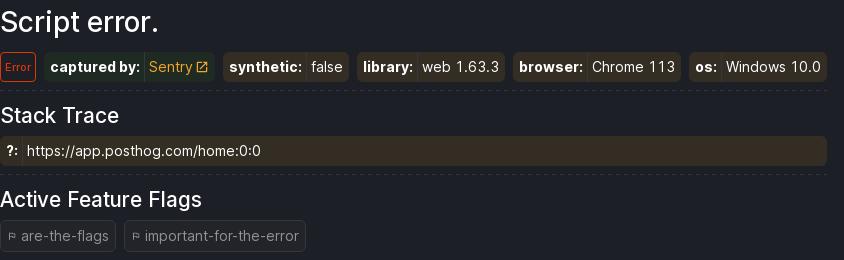 Script error.
Error captured by: Sentry synthetic: false library: web 1.63.3 browser: Chrome 113 os: Windows 10.0
Stack Trace
?: https://app.posthog.com/home:0:0
Active Feature Flags
are-the-flags important-for-the-error